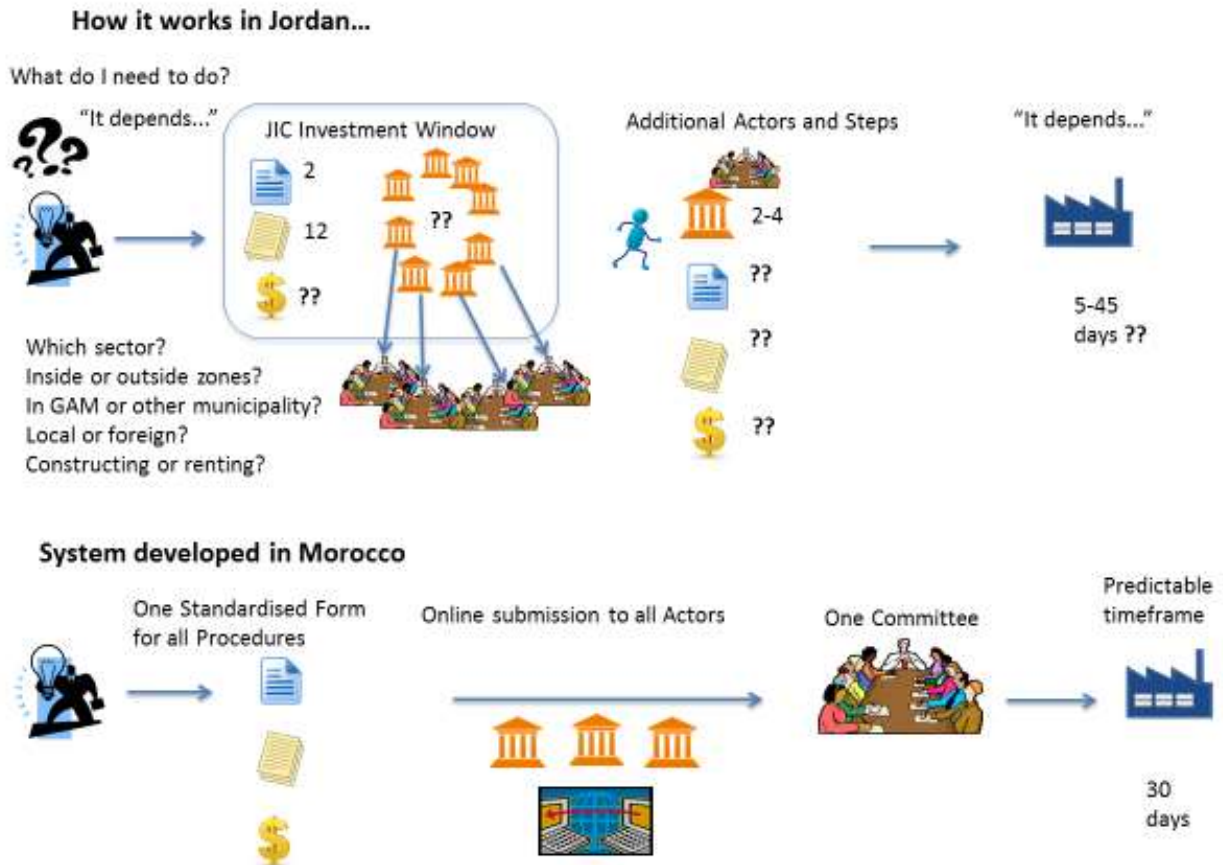 How it works in Jordan...
What do I need to do?
"It depends..."
JIC Investment Window
2
12
??
??
Additional Actors and Steps
2-4
??
??
??
"It depends..."
5-45
days ??
Which sector?
Inside or outside zones?
In GAM or other municipality?
Local or foreign?
Constructing or renting?
System developed in Morocco
One Standardised Form
for all Procedures
Online submission to all Actors
One Committee
Predictable
timeframe
30
days